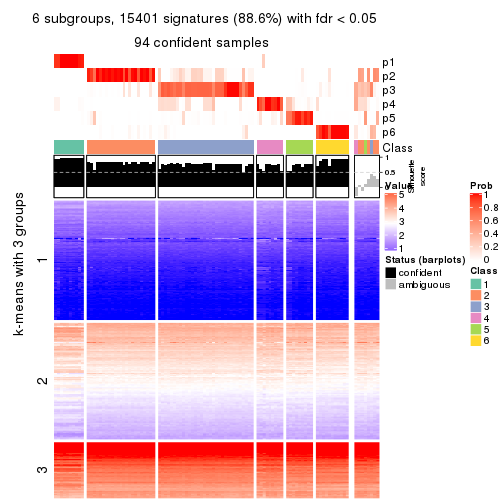 6 subgroups, 15401 signatures (88.6%) with fdr < 0.05
94 confident samples
p1
p2
p3
p4
p5
p6
Class
1
0.5
0
Silhouette
score
k-means with 3 groups
1
2
3
Value
5
4
3
2
1
Status (barplots)
confident
ambiguous
Prob
1
0.8
0.6
0.4
0.2
0
Class
1
2
3
4
5
6